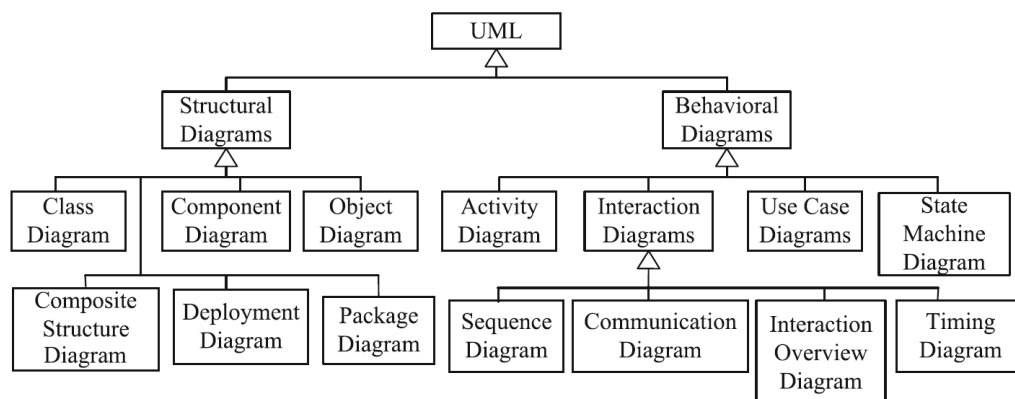 UML
Structural
Diagrams
Behavioral
Diagrams
Class
Diagram
Component
Diagram
Object
Diagram
Activity
Diagram
Interaction
Diagrams
Use Case
Diagrams
State
Machine
Diagram
Composite
Structure
Diagram
Deployment
Diagram
Package
Diagram
Sequence
Diagram
Communication
Diagram
Interaction
Overview
Diagram
Timing
Diagram